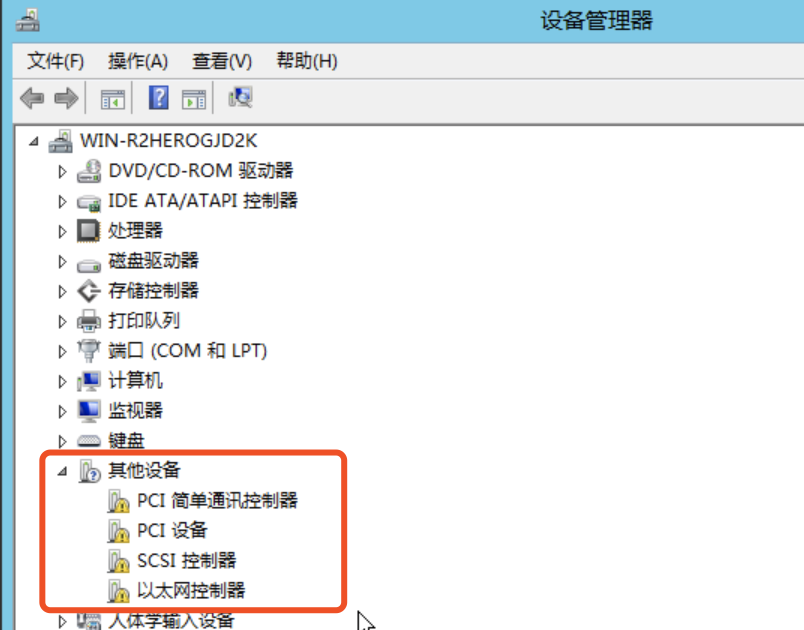 设备管理器
文件(F) 操作(A) 查看(V) 帮助(H)
WIN-R2HEROGJD2K
DVD/CD-ROM 驱动器
IDE ATA/ATAPI 控制器
处理器
磁盘驱动器
存储控制器
打印队列
端口 (COM 和 LPT)
计算机
监视器
键盘
其他设备
PCI 简单通讯控制器
PCI 设备
SCSI 控制器
以太网控制器
人体学输入设备